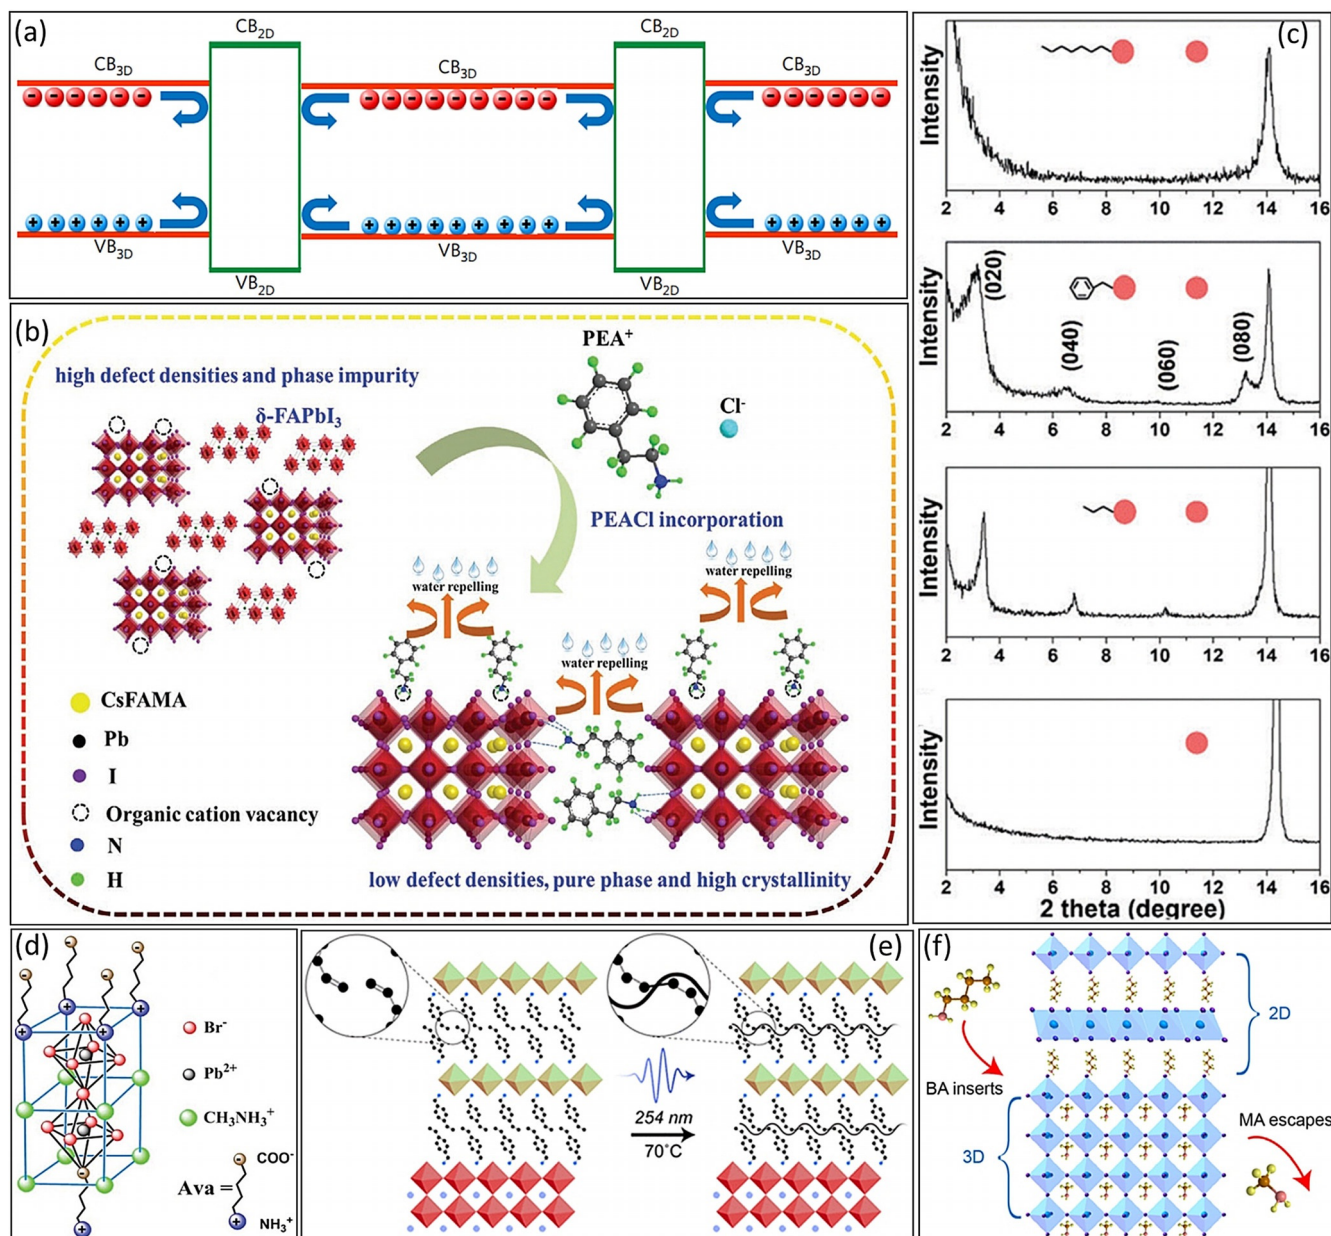 (a)
CB2D
CB2D
CB3D
CB3D
CB3D
VB3D
VB3D
VB3D
VB2D
VB2D
(b)
high defect densities and phase impurity
δ-FAPbI3
PEA+
Cl-
PEACl incorporation
water repelling
water repelling
water repelling
CsFAMA
Pb
I
Organic cation vacancy
N
H
low defect densities, pure phase and high crystallinity
(c)
Intensity
2 4 6 8 10 12 14 16
Intensity
(020)
(040)
(060)
(080)
2 4 6 8 10 12 14 16
Intensity
2 4 6 8 10 12 14 16
Intensity
2 4 6 8 10 12 14 16
2 theta (degree)
(d)
Br-
Pb2+
CH3NH3+
COO-
Ava =
NH3+
(e)
254 nm
70°C
(f)
2D
BA inserts
3D
MA escapes